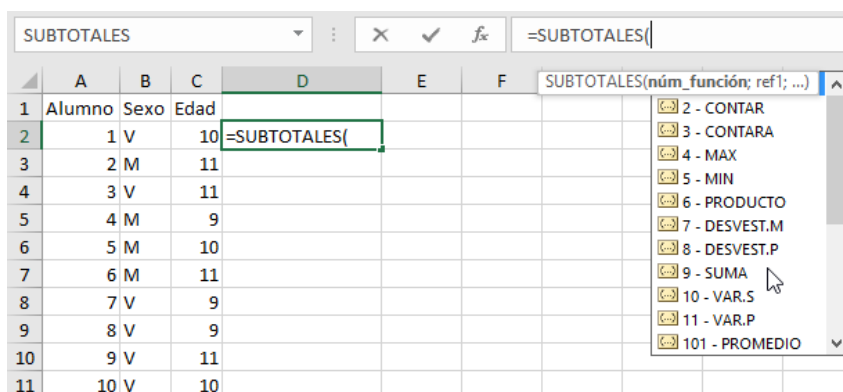 SUBTOTALES fx =SUBTOTALES(
A B C D E F SUBTOTALES(núm_función; ref1; ...)
1 Alumno Sexo Edad
2 1 V 10 =SUBTOTALES(
3 2 M 11
4 3 V 11
5 4 M 9
6 5 M 10
7 6 M 11
8 7 V 9
9 8 V 9
10 9 V 11
11 10 V 10
(...) 2 - CONTAR
(...) 3 - CONTARA
(...) 4 - MAX
(...) 5 - MIN
(...) 6 - PRODUCTO
(...) 7 - DESVEST.M
(...) 8 - DESVEST.P
(...) 9 - SUMA
(...) 10 - VAR.S
(...) 11 - VAR.P
(...) 101 - PROMEDIO